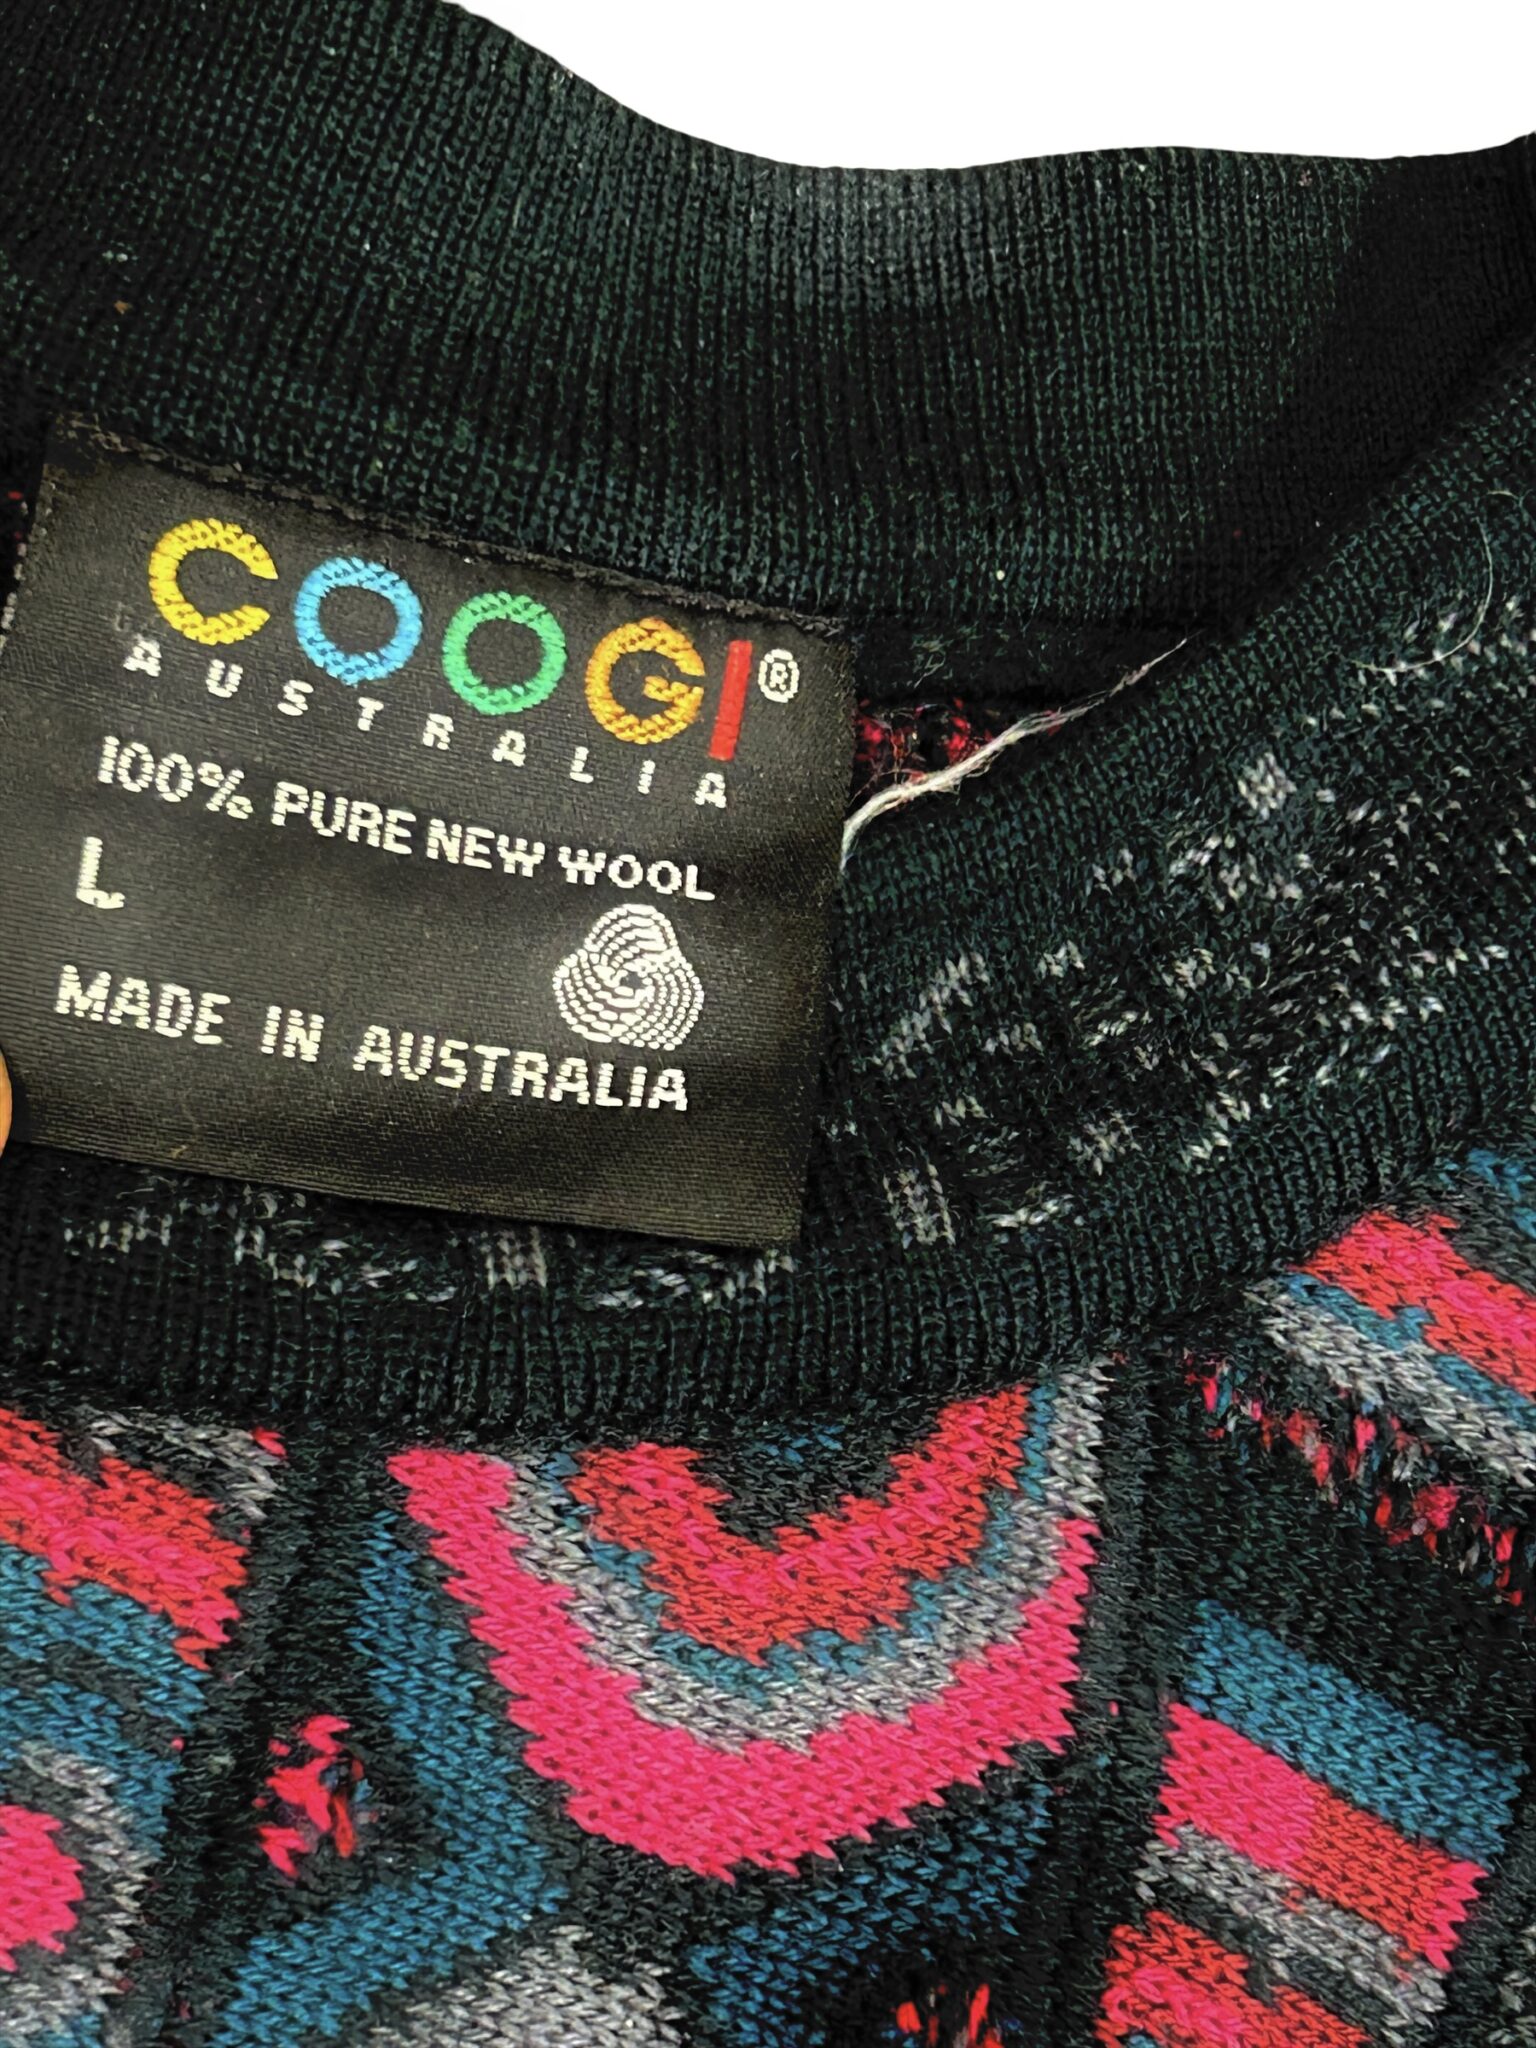 COOGI®
AUSTRALIA
100% PURE NEW WOOL
L
MADE IN AUSTRALIA